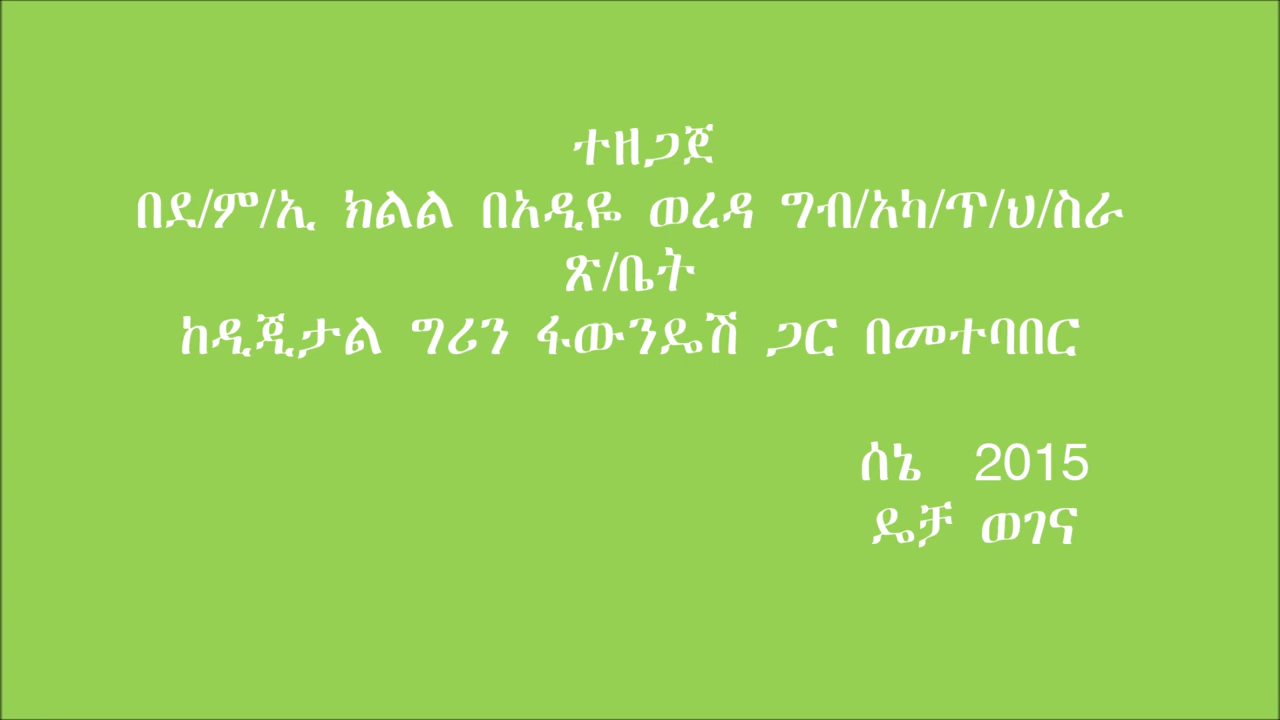 ተዘጋጀ
በደ/ም/ኢ ክልል በአዲዬ ወረዳ ግብ/አካ/ጥ/ህ/ስራ
ጽ/ቤት
ከዲጂታል ግሪን ፋውንዴሽ ጋር በመተባበር
ሰኔ 2015
ዴቻ ወገና